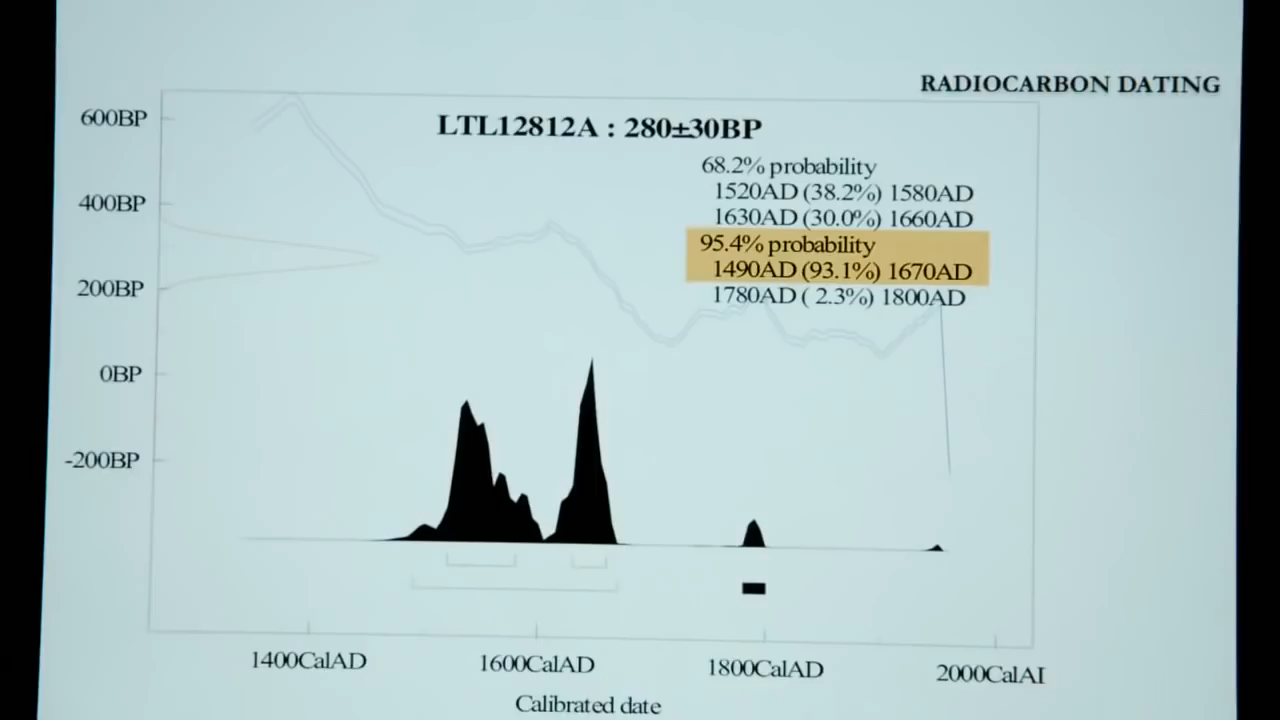 RADIOCARBON DATING
LTL12812A : 280±30BP
68.2% probability
1520AD (38.2%) 1580AD
1630AD (30.0%) 1660AD
95.4% probability
1490AD (93.1%) 1670AD
1780AD ( 2.3%) 1800AD
600BP
400BP
200BP
0BP
-200BP
1400CalAD
1600CalAD
1800CalAD
2000CalAI
Calibrated date